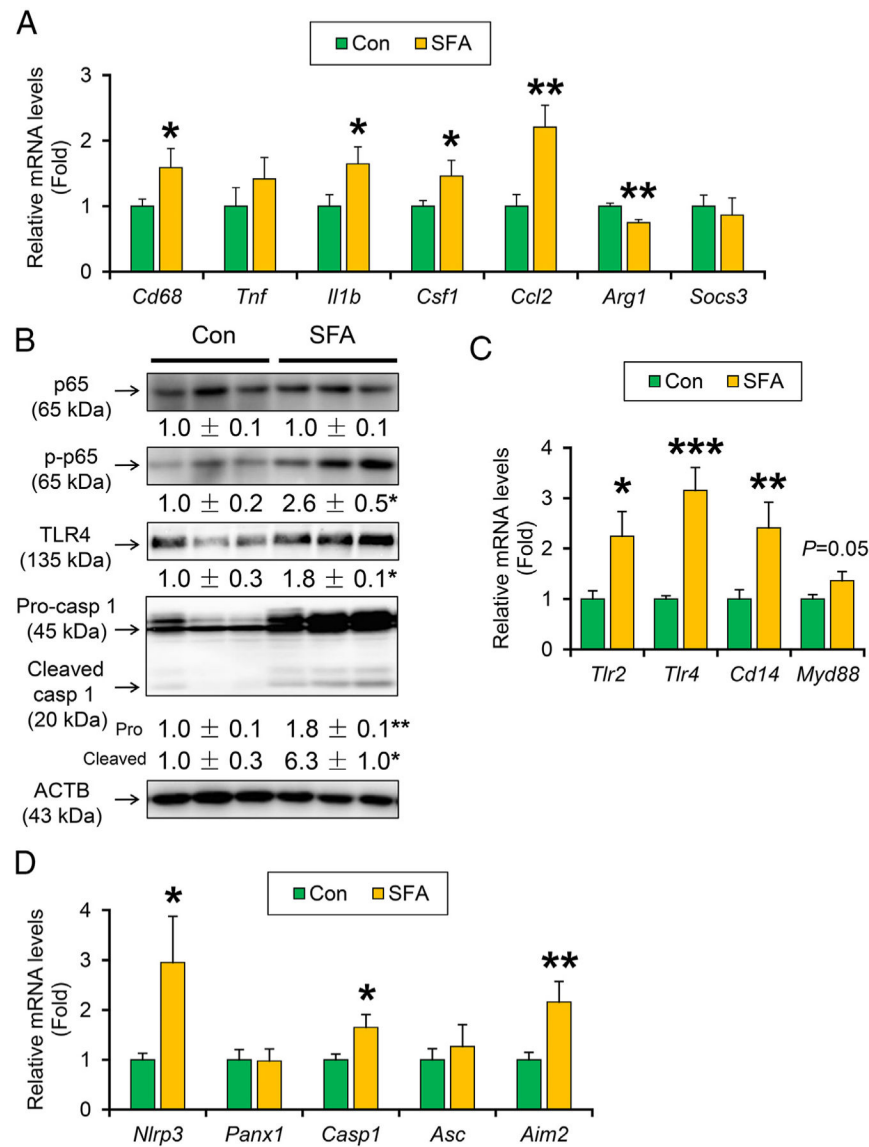 A
Con SFA
Relative mRNA levels
(Fold)
3
2
1
0
*
*
*
**
**
Cd68 Tnf Il1b Csf1 Ccl2 Arg1 Socs3
B
Con SFA
p65
(65 kDa)
1.0 ± 0.1 1.0 ± 0.1
p-p65
(65 kDa)
1.0 ± 0.2 2.6 ± 0.5*
TLR4
(135 kDa)
1.0 ± 0.3 1.8 ± 0.1*
Pro-casp 1
(45 kDa)
Cleaved
casp 1
(20 kDa)
Pro 1.0 ± 0.1 1.8 ± 0.1**
Cleaved 1.0 ± 0.3 6.3 ± 1.0*
ACTB
(43 kDa)
C
Con SFA
Relative mRNA levels
(Fold)
4
3
2
1
0
*
***
**
P=0.05
Tlr2 Tlr4 Cd14 Myd88
D
Con SFA
Relative mRNA levels
(Fold)
4
3
2
1
0
*
*
**
Nlrp3 Panx1 Casp1 Asc Aim2